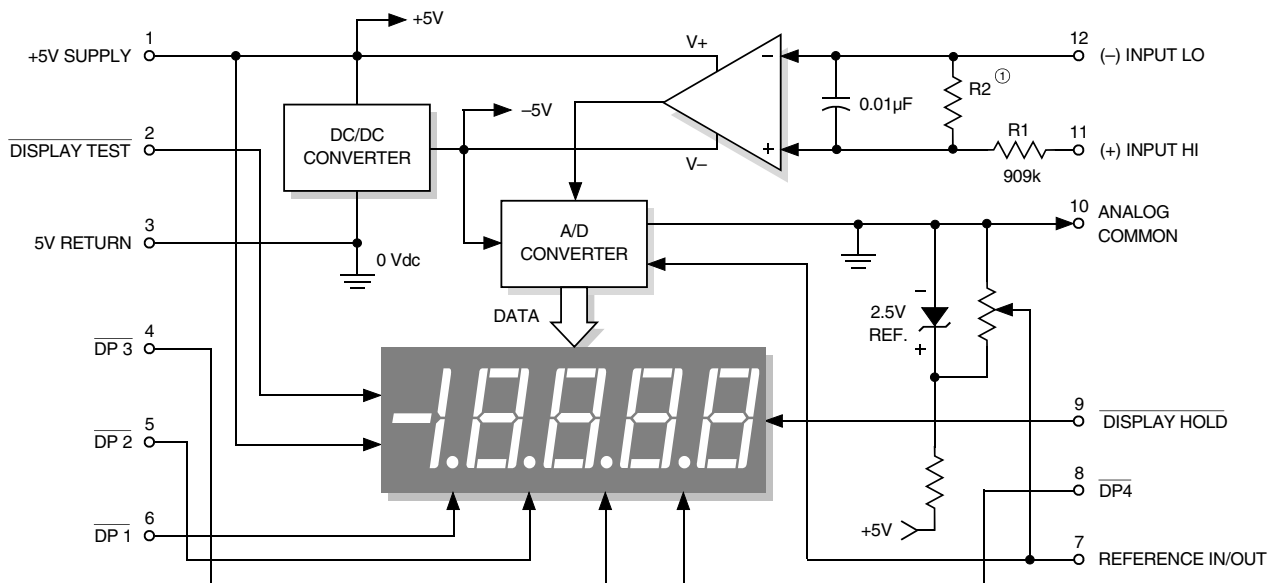 +5V
1
+5V SUPPLY
V+
12
(–) INPUT LO
–
R2 ①
0.01µF
–5V
DC/DC
CONVERTER
2
DISPLAY TEST
R1
11
(+) INPUT HI
+
V–
909k
10
ANALOG
COMMON
A/D
CONVERTER
3
5V RETURN
0 Vdc
–
2.5V
REF.
+
DATA
4
DP 3
-1.8.8.8.8
9
DISPLAY HOLD
5
DP 2
8
DP4
6
DP 1
+5V
7
REFERENCE IN/OUT